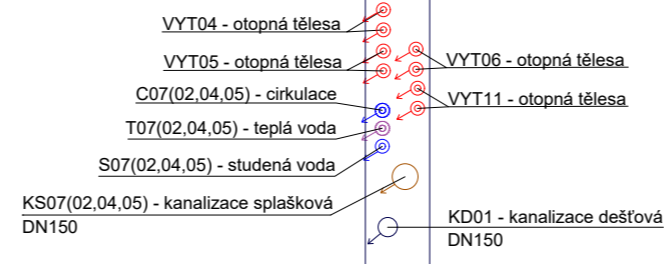 VYT04 - otopná tělesa
VYT05 - otopná tělesa
VYT06 - otopná tělesa
C07(02,04,05) - cirkulace
VYT11 - otopná tělesa
T07(02,04,05) - teplá voda
S07(02,04,05) - studená voda
KS07(02,04,05) - kanalizace splašková
DN150
KD01 - kanalizace dešťová
DN150